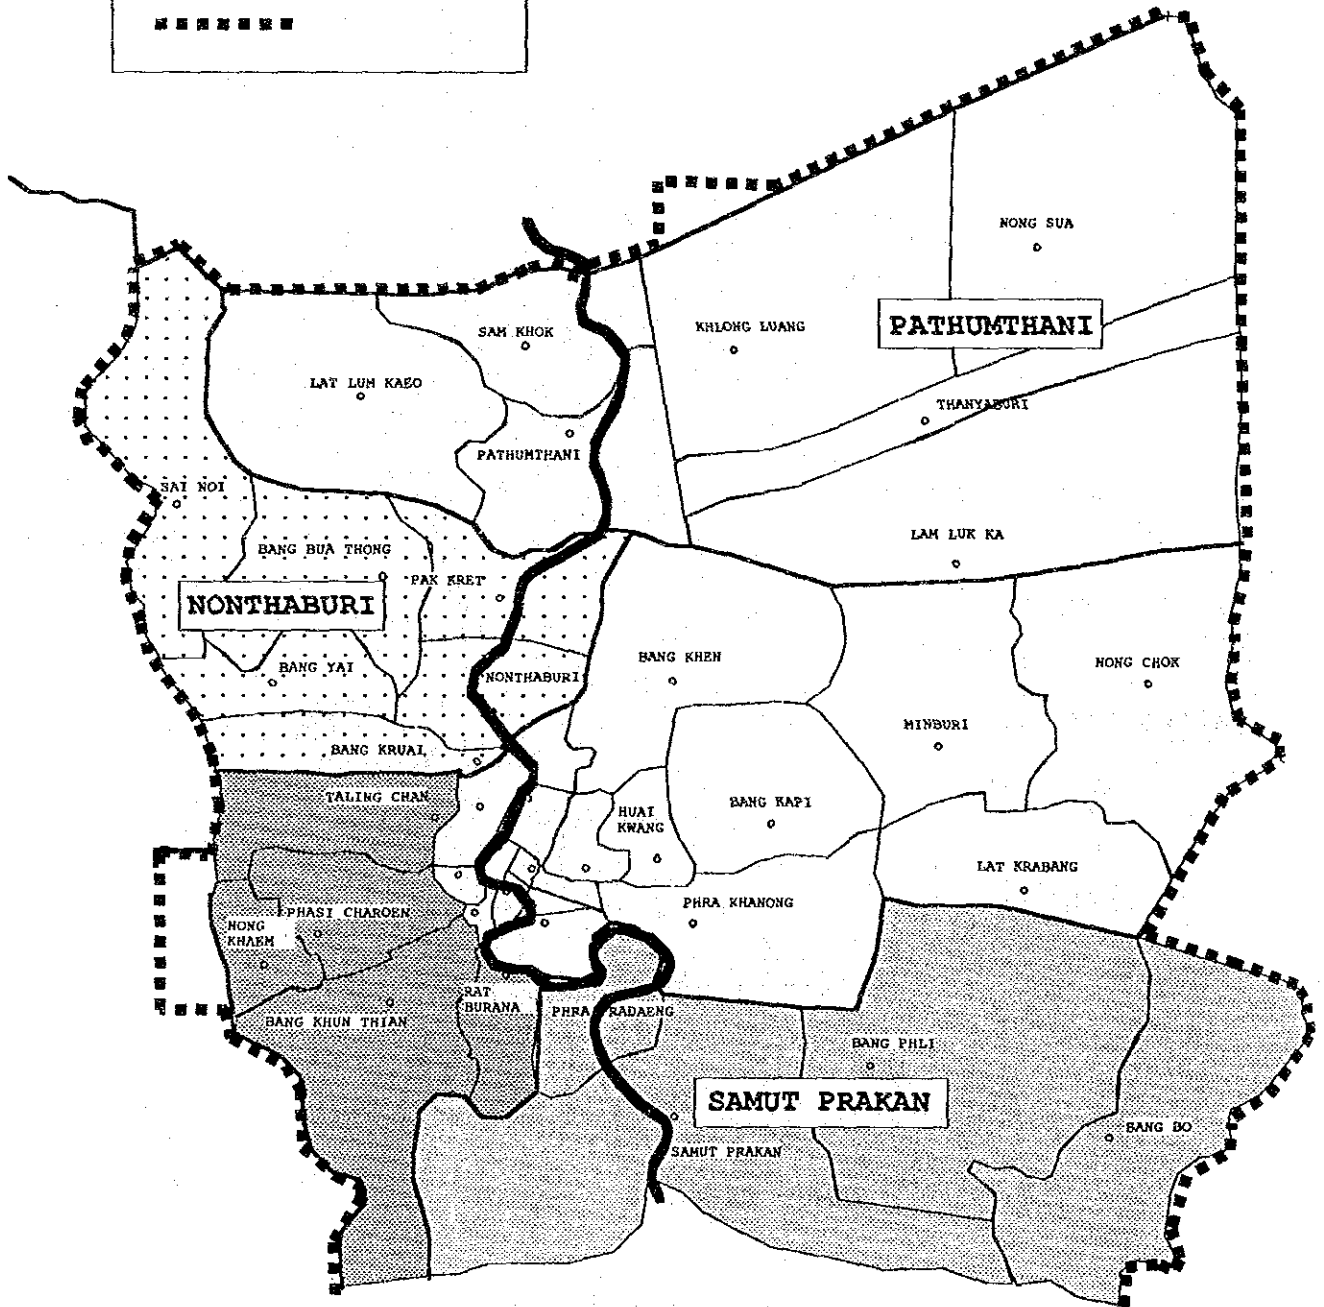 NONG SUA
PATHUMTHANI
KHLONG LUANG
SAM KHOK
LAT LUM KAEO
THANYABURI
PATHUMTHANI
SAI NOI
LAM LUK KA
BANG BUA THONG
PAK KRET
NONTHABURI
BANG KHEN
NONG CHOK
BANG YAI
NONTHABURI
MINBURI
BANG KRUAI
TALING CHAN
HUAI
KWANG
BANG KAPI
LAT KRABANG
PHRA KHANONG
PHASI CHAROEN
NONG
KHAEM
RAT
BURANA
PHRA PRADAENG
BANG KHUN THIAN
BANG PHLI
SAMUT PRAKAN
BANG BO
SAMUT PRAKAN